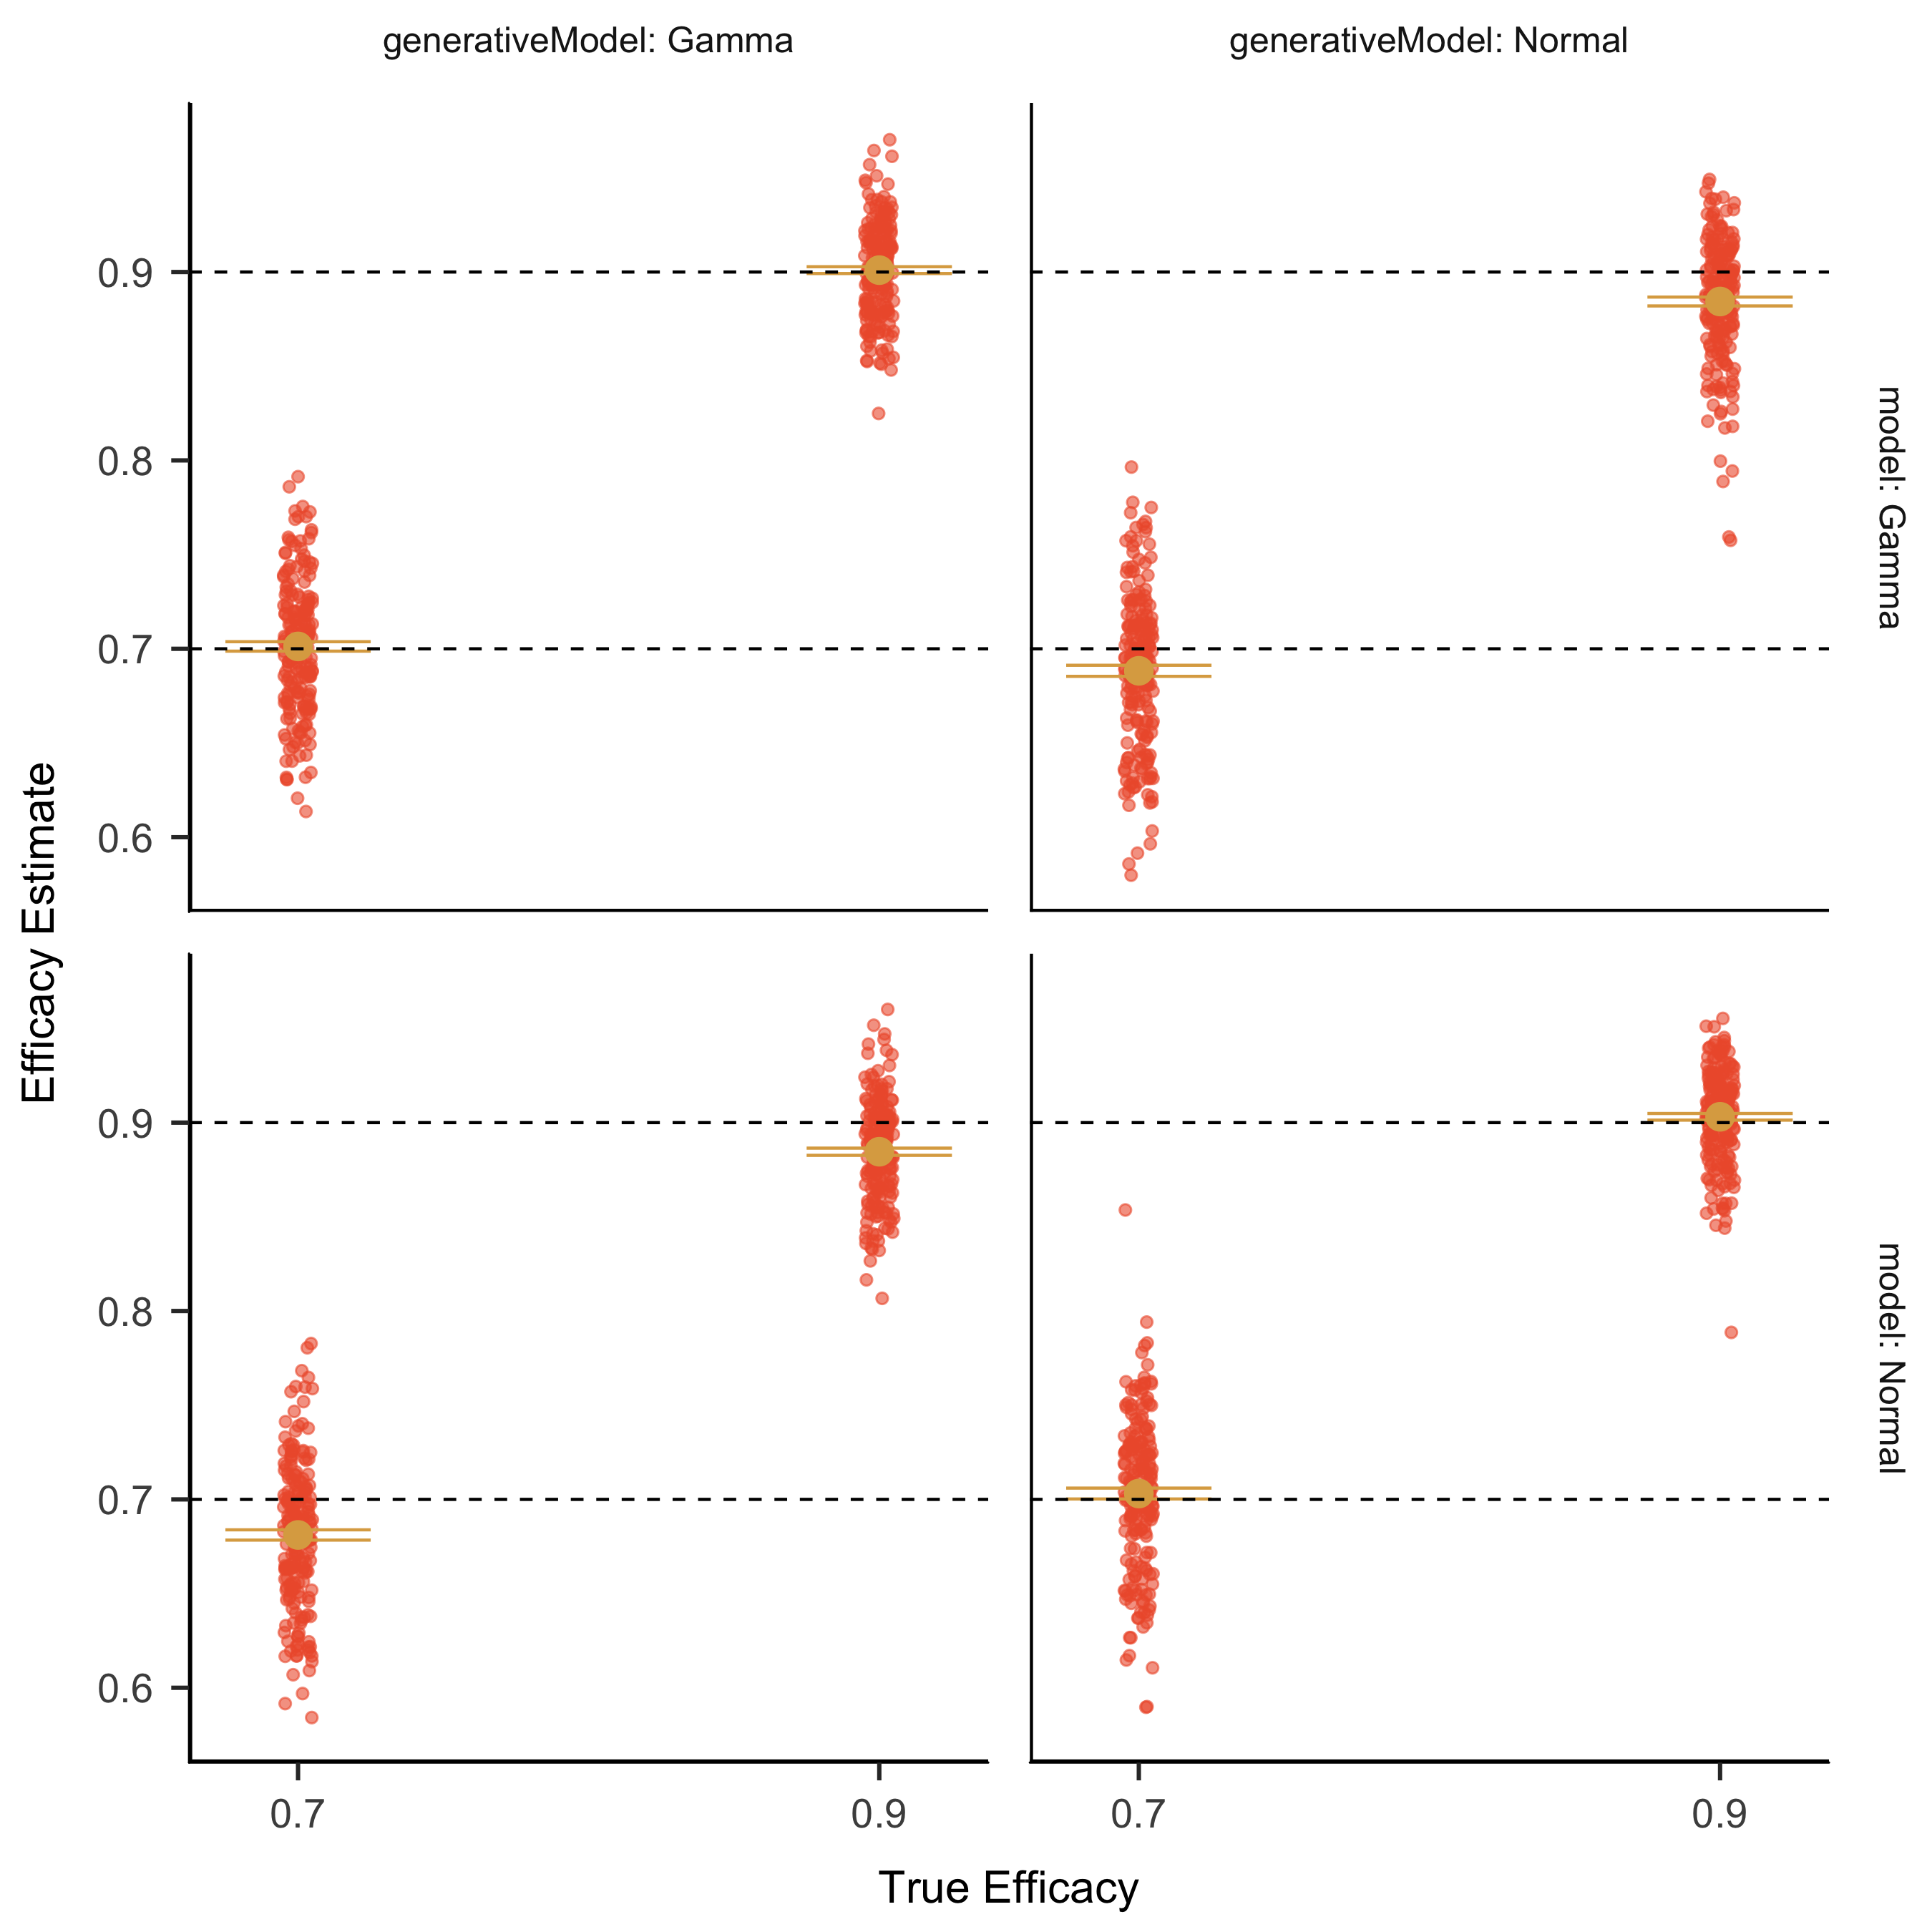 generativeModel: Gamma
generativeModel: Normal
0.9
0.8
0.7
0.6
model: Gamma
Efficacy Estimate
0.9
0.8
0.7
0.6
model: Normal
0.7
0.9
0.7
0.9
True Efficacy